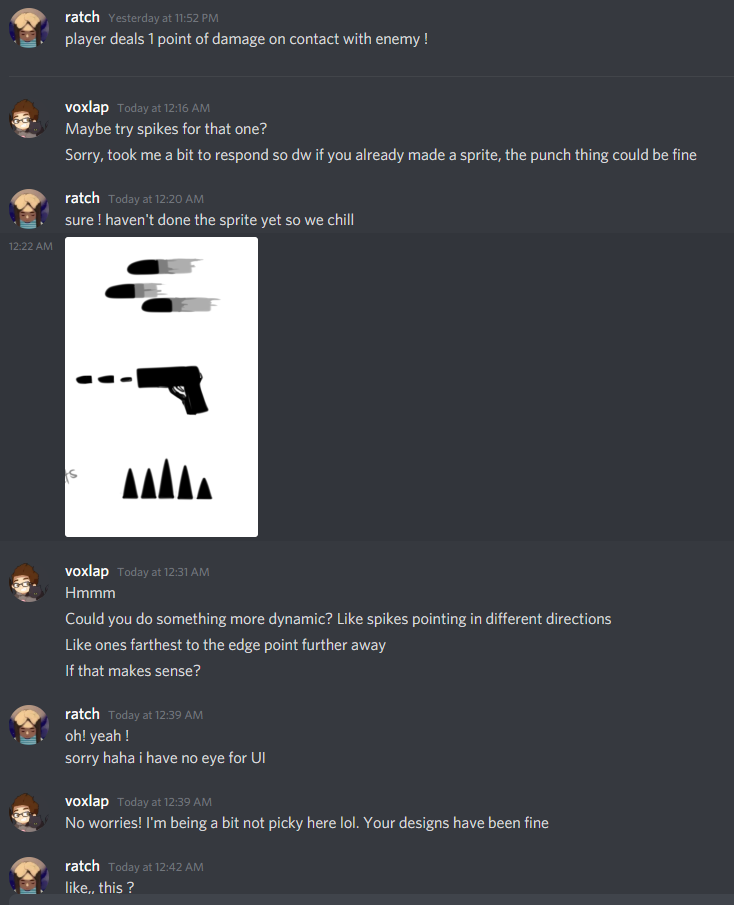 ratch Yesterday at 11:52 PM
player deals 1 point of damage on contact with enemy !
voxlap Today at 12:16 AM
Maybe try spikes for that one?
Sorry, took me a bit to respond so dw if you already made a sprite, the punch thing could be fine
ratch Today at 12:20 AM
sure ! haven't done the sprite yet so we chill
12:22 AM
voxlap Today at 12:31 AM
Hmmm
Could you do something more dynamic? Like spikes pointing in different directions
Like ones farthest to the edge point further away
If that makes sense?
ratch Today at 12:39 AM
oh! yeah !
sorry haha i have no eye for UI
voxlap Today at 12:39 AM
No worries! I'm being a bit not picky here lol. Your designs have been fine
ratch Today at 12:42 AM
like,, this ?